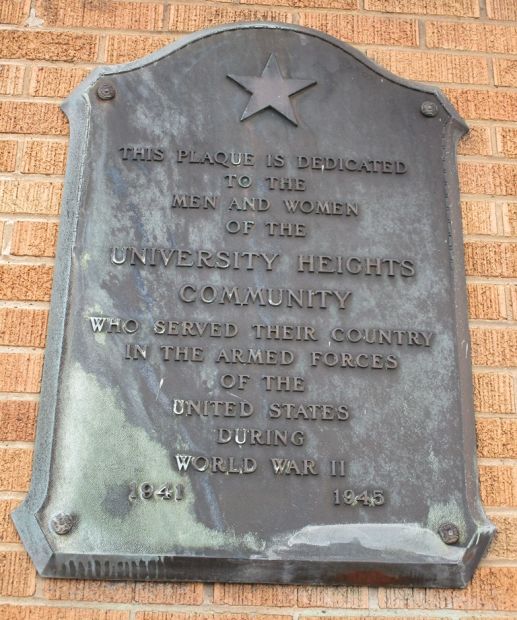 THIS PLAQUE IS DEDICATED
TO THE
MEN AND WOMEN
OF THE
UNIVERSITY HEIGHTS
COMMUNITY
WHO SERVED THEIR COUNTRY
IN THE ARMED FORCES
OF THE
UNITED STATES
DURING
WORLD WAR II
1941 1945